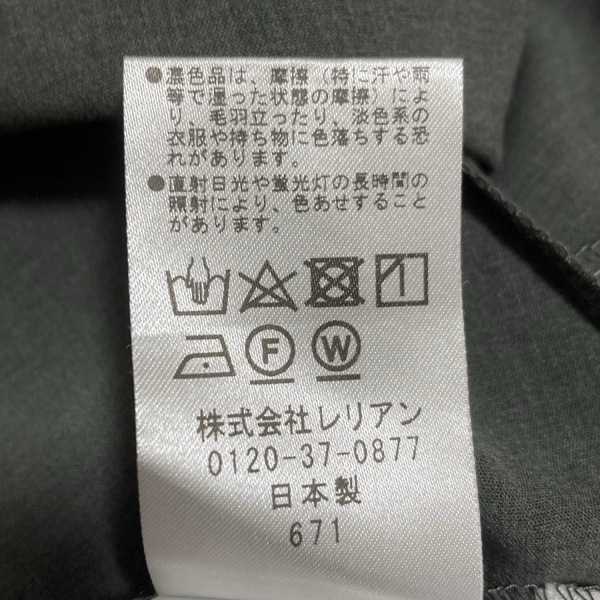 ●濃色品は、摩擦（特に汗や雨
等で湿った状態の摩擦）によ
り、毛羽立ったり、淡色系の
衣服や持ち物に色落ちする恐
れがあります。
●直射日光や蛍光灯の長時間の
照射により、色あせすること
があります。
F W
株式会社レリアン
0120-37-0877
日本製
671